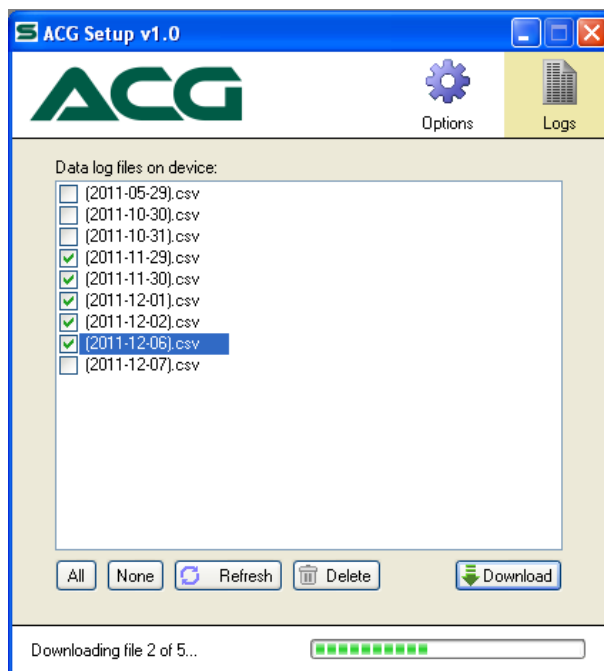 ACG Setup v1.0
ACG
Options
Logs
Data log files on device:
(2011-05-29).csv
(2011-10-30).csv
(2011-10-31).csv
(2011-11-29).csv
(2011-11-30).csv
(2011-12-01).csv
(2011-12-02).csv
(2011-12-06).csv
(2011-12-07).csv
All
None
Refresh
Delete
Download
Downloading file 2 of 5...